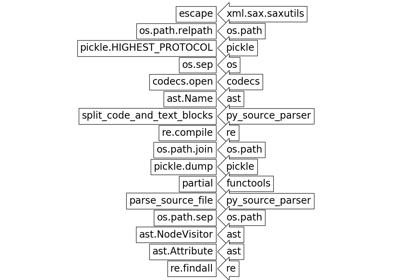 escape xml.sax.saxutils
os.path.relpath os.path
pickle.HIGHEST_PROTOCOL pickle
os.sep os
codecs.open codecs
ast.Name ast
split_code_and_text_blocks py_source_parser
re.compile re
os.path.join os.path
pickle.dump pickle
partial functools
parse_source_file py_source_parser
os.path.sep os.path
ast.NodeVisitor ast
ast.Attribute ast
re.findall re